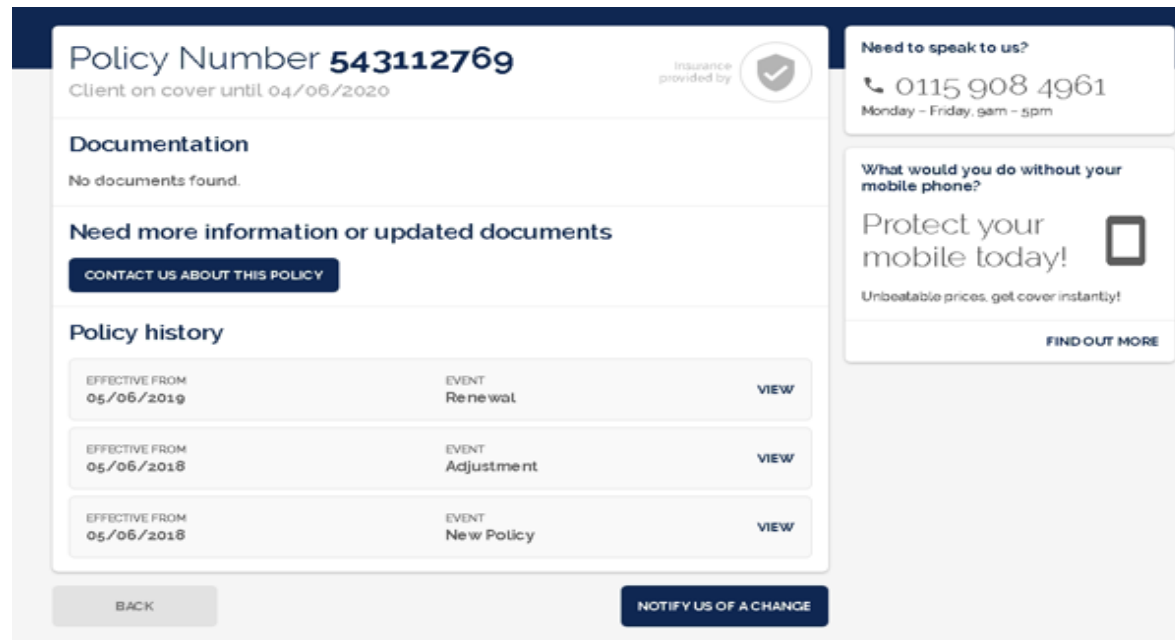 Policy Number 543112769
Client on cover until 04/06/2020
Insurance
provided by
Documentation
No documents found.
Need more information or updated documents
CONTACT US ABOUT THIS POLICY
Policy history
EFFECTIVE FROM
05/06/2019
EVENT
Renewal
VIEW
EFFECTIVE FROM
05/06/2018
EVENT
Adjustment
VIEW
EFFECTIVE FROM
05/06/2018
EVENT
New Policy
VIEW
BACK
NOTIFY US OF A CHANGE
Need to speak to us?
0115 908 4961
Monday – Friday, 9am – 5pm
What would you do without your
mobile phone?
Protect your
mobile today!
Unbeatable prices, get cover instantly!
FIND OUT MORE